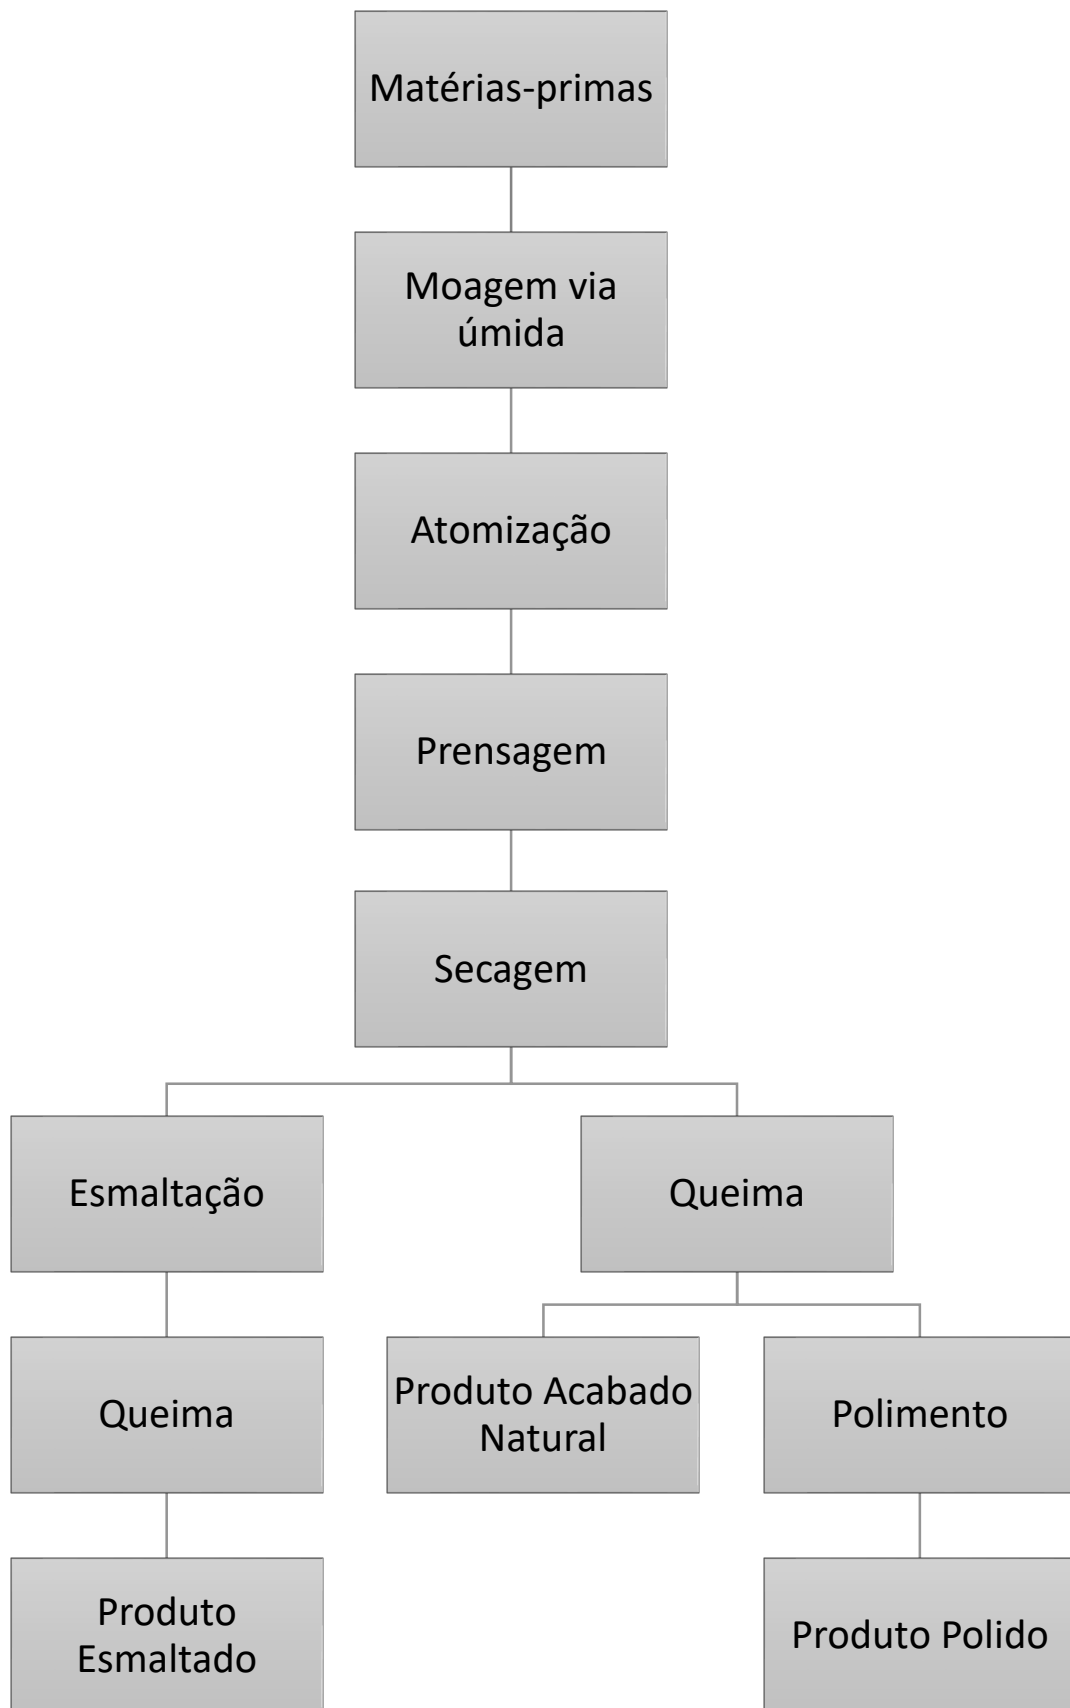 Matérias-primas
Moagem via
úmida
Atomização
Prensagem
Secagem
Esmaltação
Queima
Queima
Produto Acabado
Natural
Polimento
Produto
Esmaltado
Produto Polido